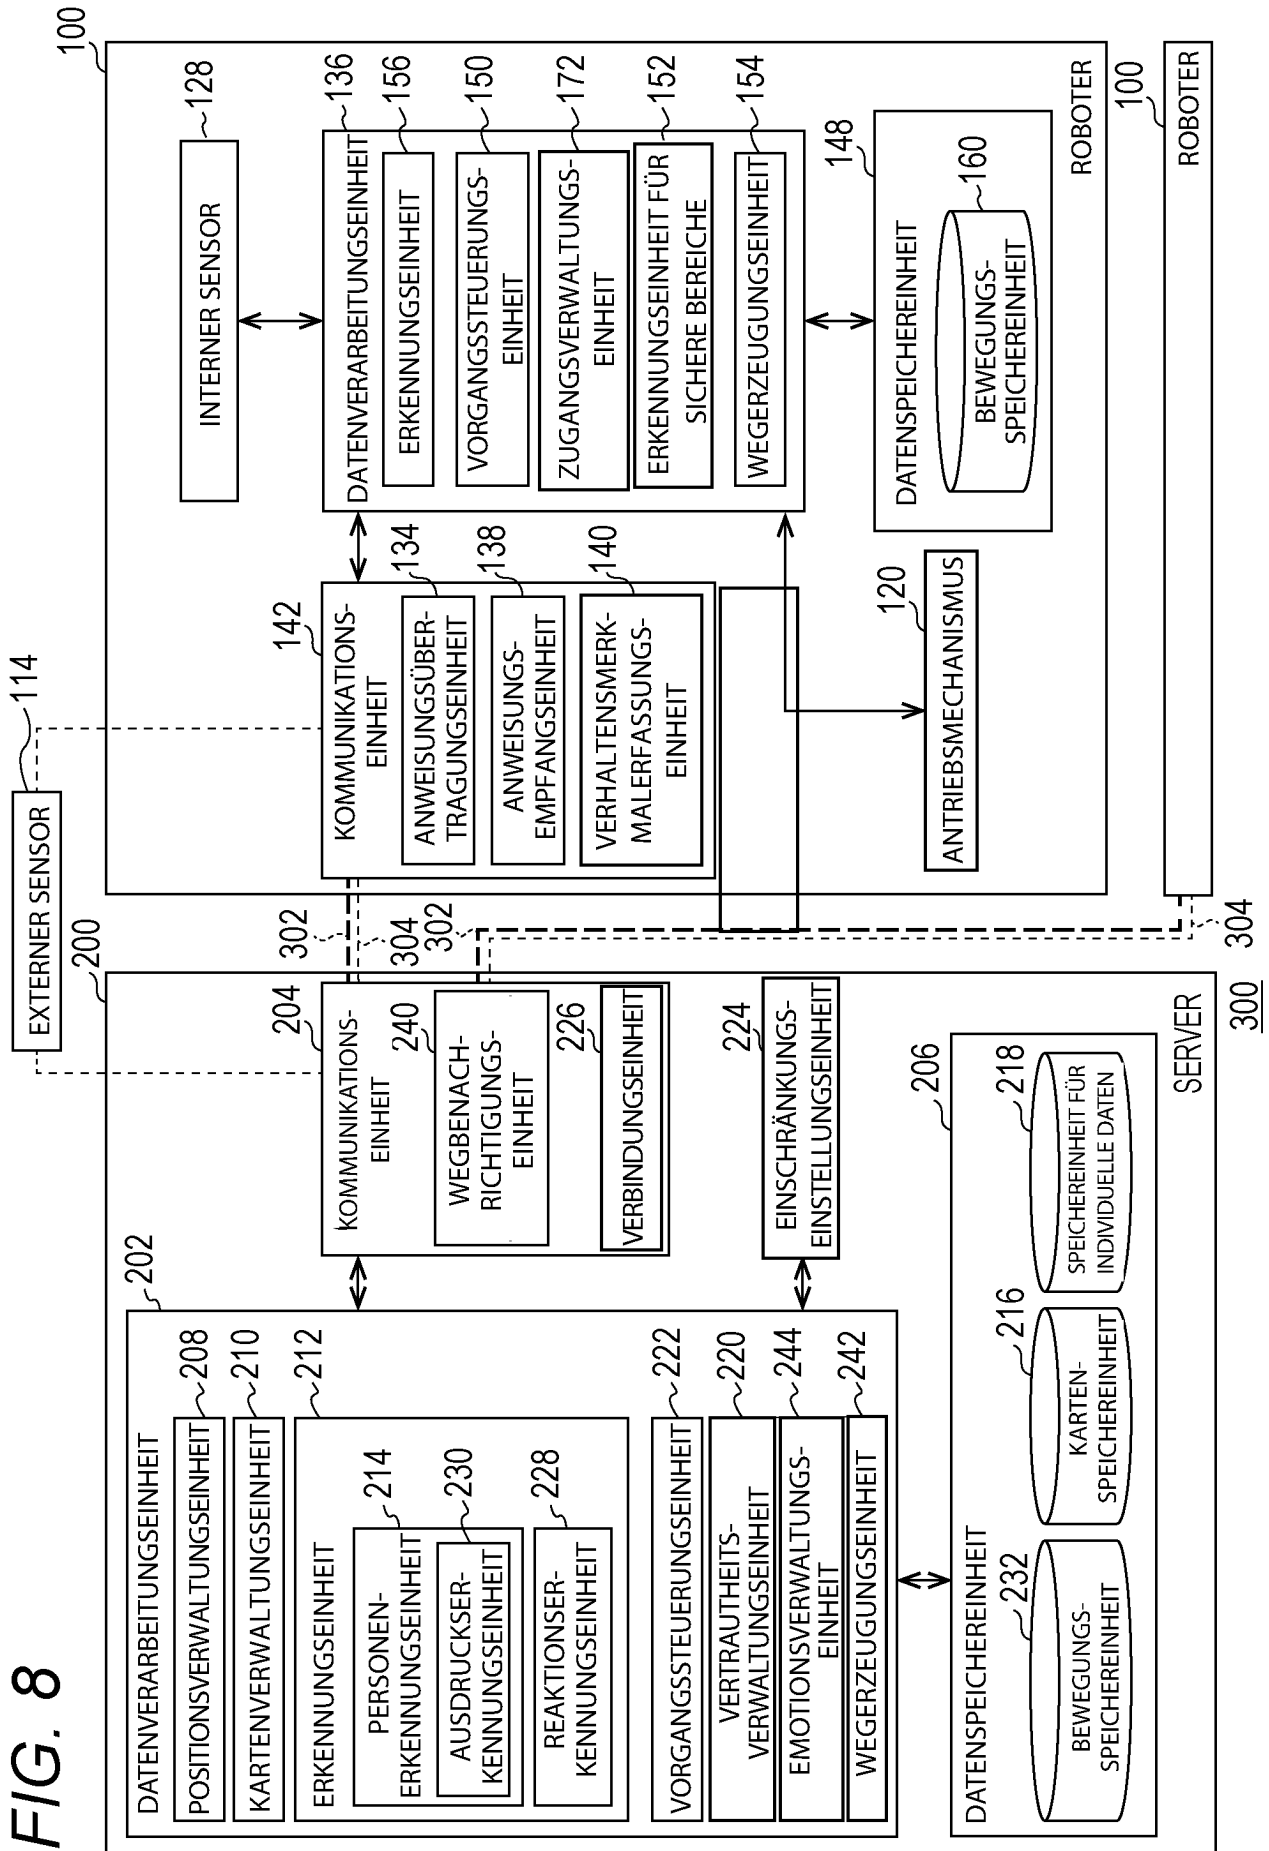 FIG. 8
EXTERNER SENSOR
114
200
SERVER
202
DATENVERARBEITUNGSEINHEIT
POSITIONSVERWALTUNGSEINHEIT
208
KARTENVERWALTUNGSEINHEIT
210
ERKENNUNGSEINHEIT
212
PERSONEN-
ERKENNUNGSEINHEIT
214
AUSDRUCKSER-
KENNUNGSEINHEIT
230
REAKTIONSER-
KENNUNGSEINHEIT
228
VORGANGSSTEUERUNGSEINHEIT
222
VERTRAUTHEITS-
VERWALTUNGSEINHEIT
220
EMOTIONSVERWALTUNGS-
EINHEIT
244
WEGERZEUGUNGSEINHEIT
242
204
KOMMUNIKATIONS-
EINHEIT
240
WEGBENACH-
RICHTIGUNGS-
EINHEIT
226
VERBINDUNGSEINHEIT
224
EINSCHRÄNKUNGS-
EINSTELLUNGSEINHEIT
206
DATENSPEICHEREINHEIT
232
BEWEGUNGS-
SPEICHEREINHEIT
216
KARTEN-
SPEICHEREINHEIT
218
SPEICHEREINHEIT FÜR
INDIVIDUELLE DATEN
300
302
304
302
304
100
ROBOTER
INTERNER SENSOR
128
142
KOMMUNIKATIONS-
EINHEIT
134
ANWEISUNGSÜBER-
TRAGUNGSEINHEIT
138
ANWEISUNGS-
EMPFANGSEINHEIT
140
VERHALTENSMERK-
MALERFASSUNGS-
EINHEIT
136
DATENVERARBEITUNGSEINHEIT
156
ERKENNUNGSEINHEIT
150
VORGANGSSTEUERUNGS-
EINHEIT
172
ZUGANGSVERWALTUNGS-
EINHEIT
152
ERKENNUNGSEINHEIT FÜR
SICHERE BEREICHE
154
WEGERZEUGUNGSEINHEIT
120
ANTRIEBSMECHANISMUS
148
DATENSPEICHEREINHEIT
160
BEWEGUNGS-
SPEICHEREINHEIT
100
ROBOTER